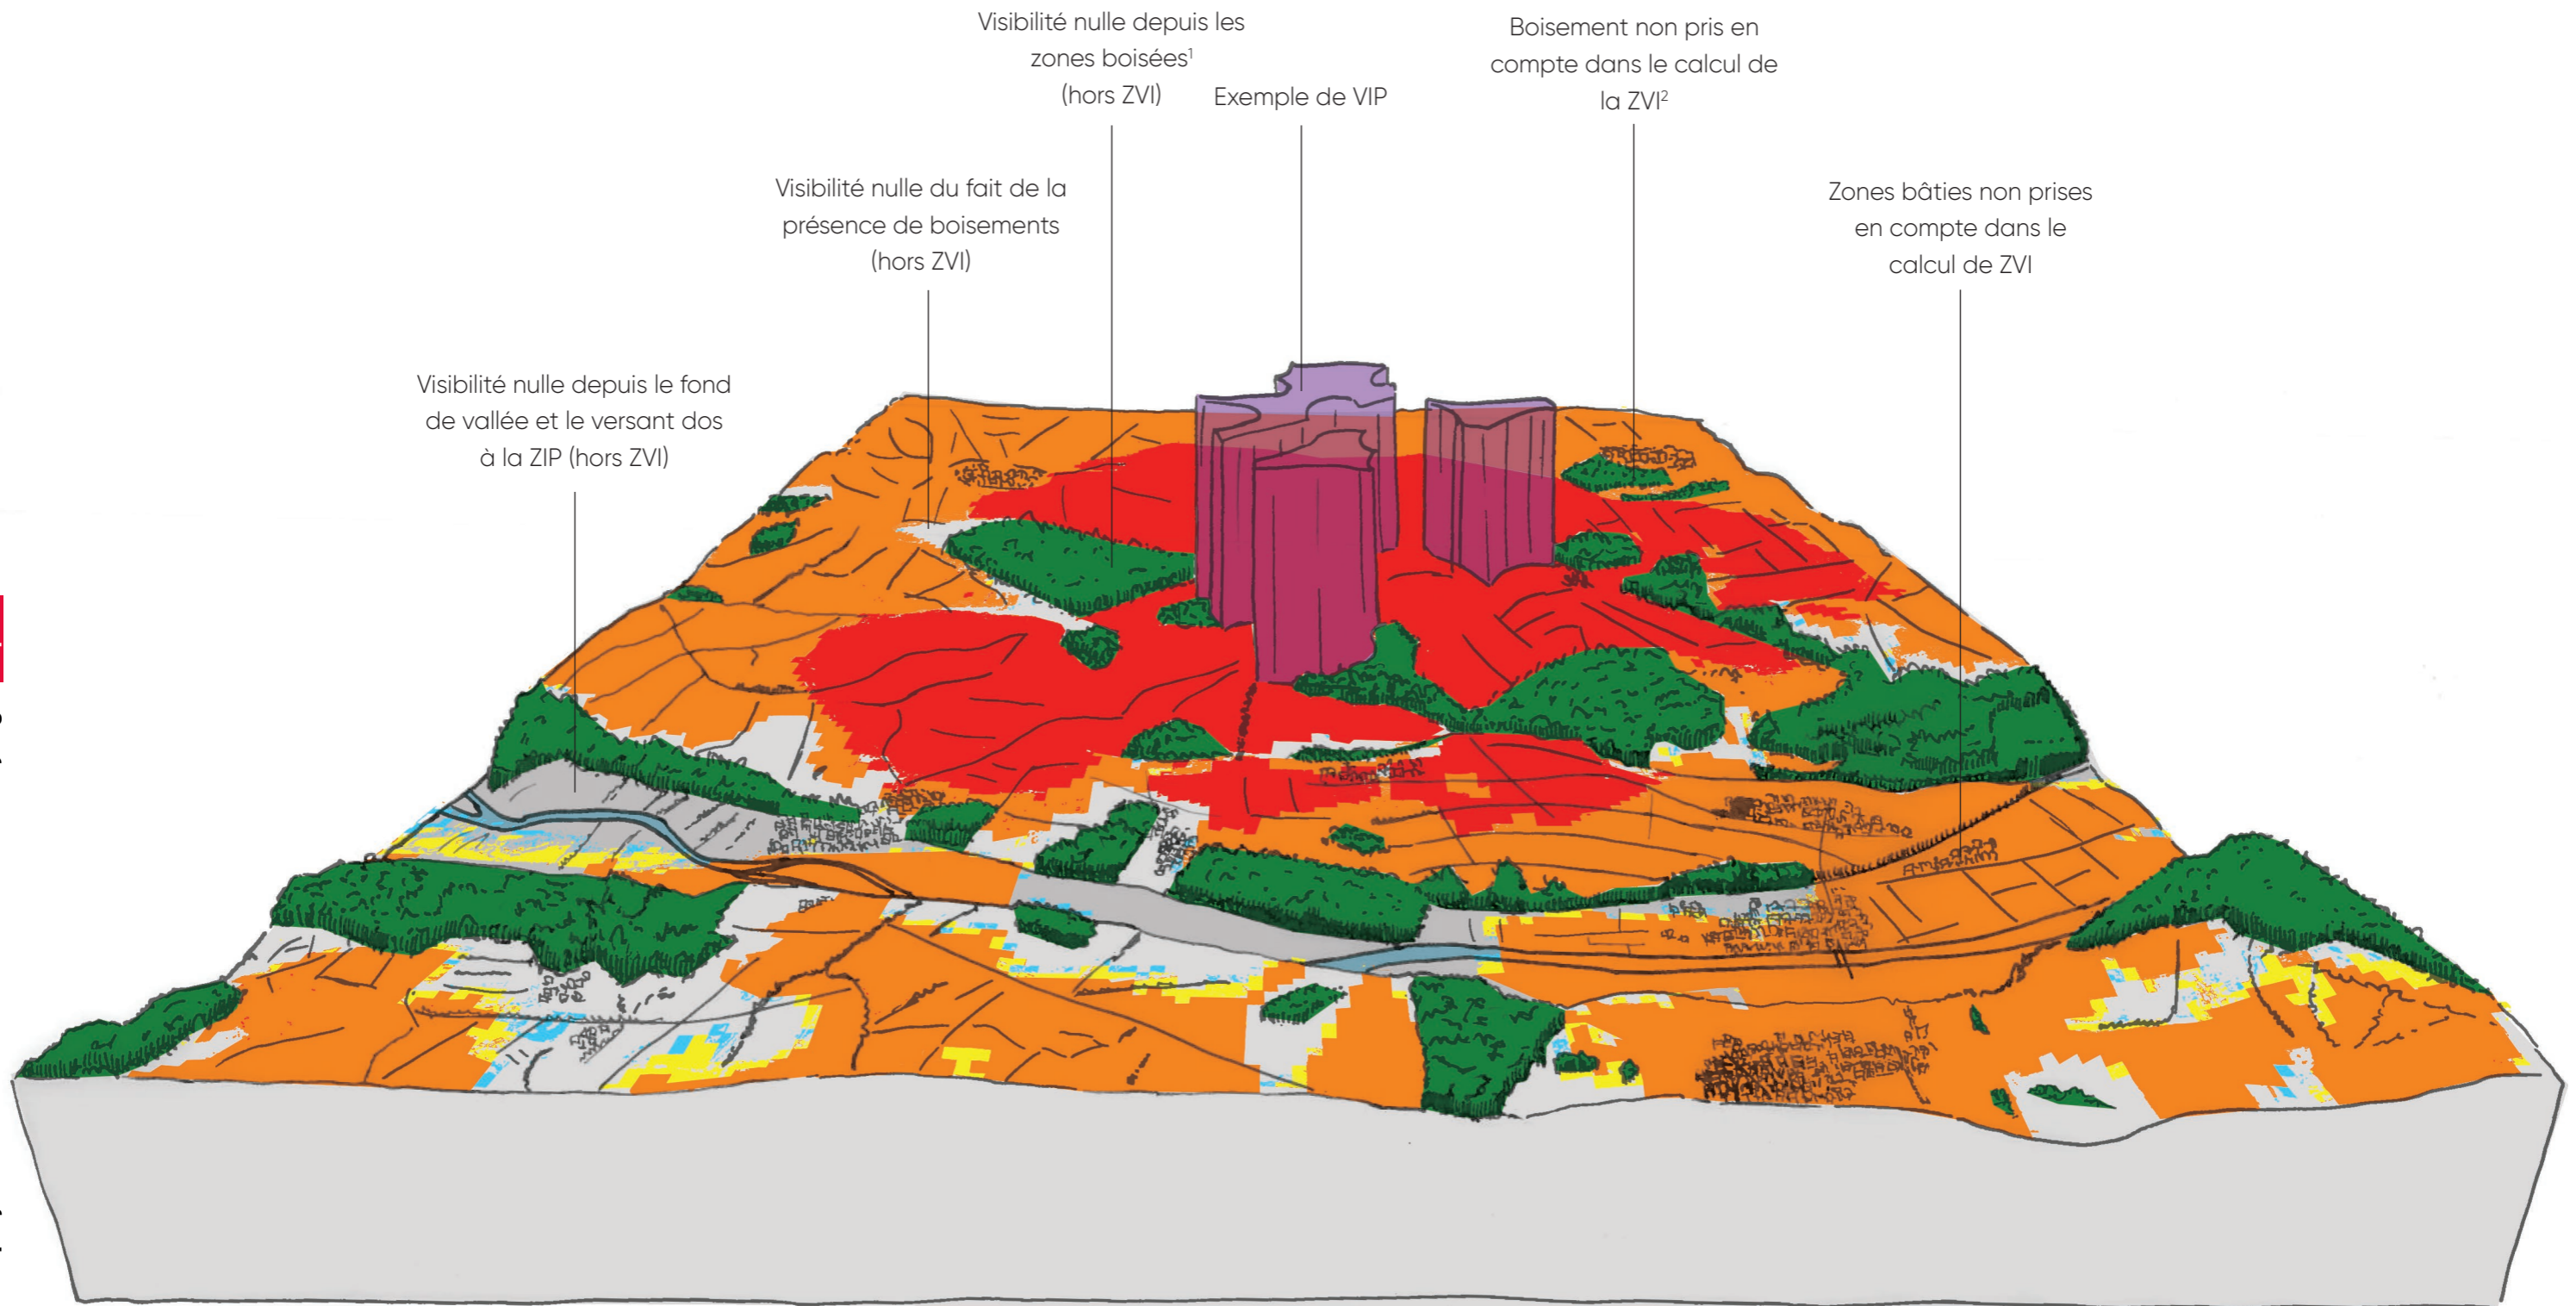 Visibilité nulle depuis les
zones boisées¹
(hors ZVI)
Exemple de VIP
Boisement non pris en
compte dans le calcul de
la ZVI²
Visibilité nulle du fait de la
présence de boisements
(hors ZVI)
Zones bâties non prises
en compte dans le
calcul de ZVI
Visibilité nulle depuis le fond
de vallée et le versant dos
à la ZIP (hors ZVI)